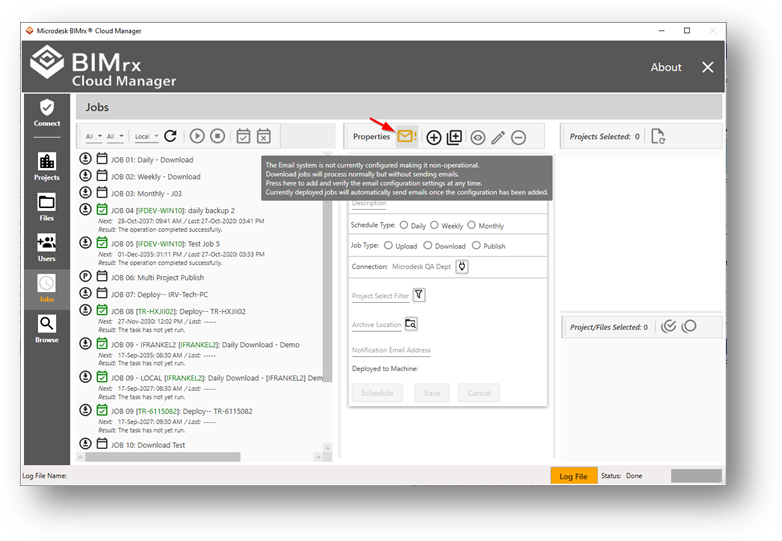 Microdesk BIMrx® Cloud Manager
BIMrx
Cloud Manager
About
Connect
Projects
Files
Users
Jobs
Browse
Jobs
All All Local
JOB 01: Daily - Download
JOB 02: Weekly - Download
JOB 03: Monthly - J03
JOB 04 [IFDEV-WIN10]: daily backup 2
Next: 28-Oct-2037: 09:41 AM / Last: 27-Oct-2020: 03:41 PM
Result: The operation completed successfully.
JOB 05 [IFDEV-WIN10]: Test Job 5
Next: 01-Dec-2035: 01:11 PM / Last: 27-Oct-2020: 03:33 PM
Result: The operation completed successfully.
JOB 06: Multi Project Publish
JOB 07: Deploy-- IRV-Tech-PC
JOB 08 [TR-HXJII02]: Deploy-- TR-HXJII02
Next: 27-Nov-2030: 12:02 PM / Last: -----
Result: The task has not yet run.
JOB 09 - IFRANKEL2 [IFRANKEL2]: Daily Download - Demo
Next: 17-Sep-2035: 08:30 AM / Last: -----
Result: The task has not yet run.
JOB 09 - LOCAL [IFRANKEL2]: Daily Download - [IFRANKEL2] Dem
Next: 17-Sep-2027: 08:30 AM / Last: -----
Result: The task has not yet run.
JOB 09 [TR-6115082]: Deploy-- TR-6115082
Next: 17-Sep-2027: 09:30 AM / Last: -----
Result: The task has not yet run.
JOB 10: Download Test
Properties
The Email system is not currently configured making it non-operational.
Download jobs will process normally but without sending emails.
Press here to add and verify the email configuration settings at any time.
Currently deployed jobs will automatically send emails once the configuration has been added.
Description
Schedule Type: Daily Weekly Monthly
Job Type: Upload Download Publish
Connection: Microdesk QA Dept
Project Select Filter
Archive Location
Notification Email Address
Deployed to Machine:
Schedule Save Cancel
Projects Selected: 0
Project/Files Selected: 0
Log File Name:
Log File
Status: Done